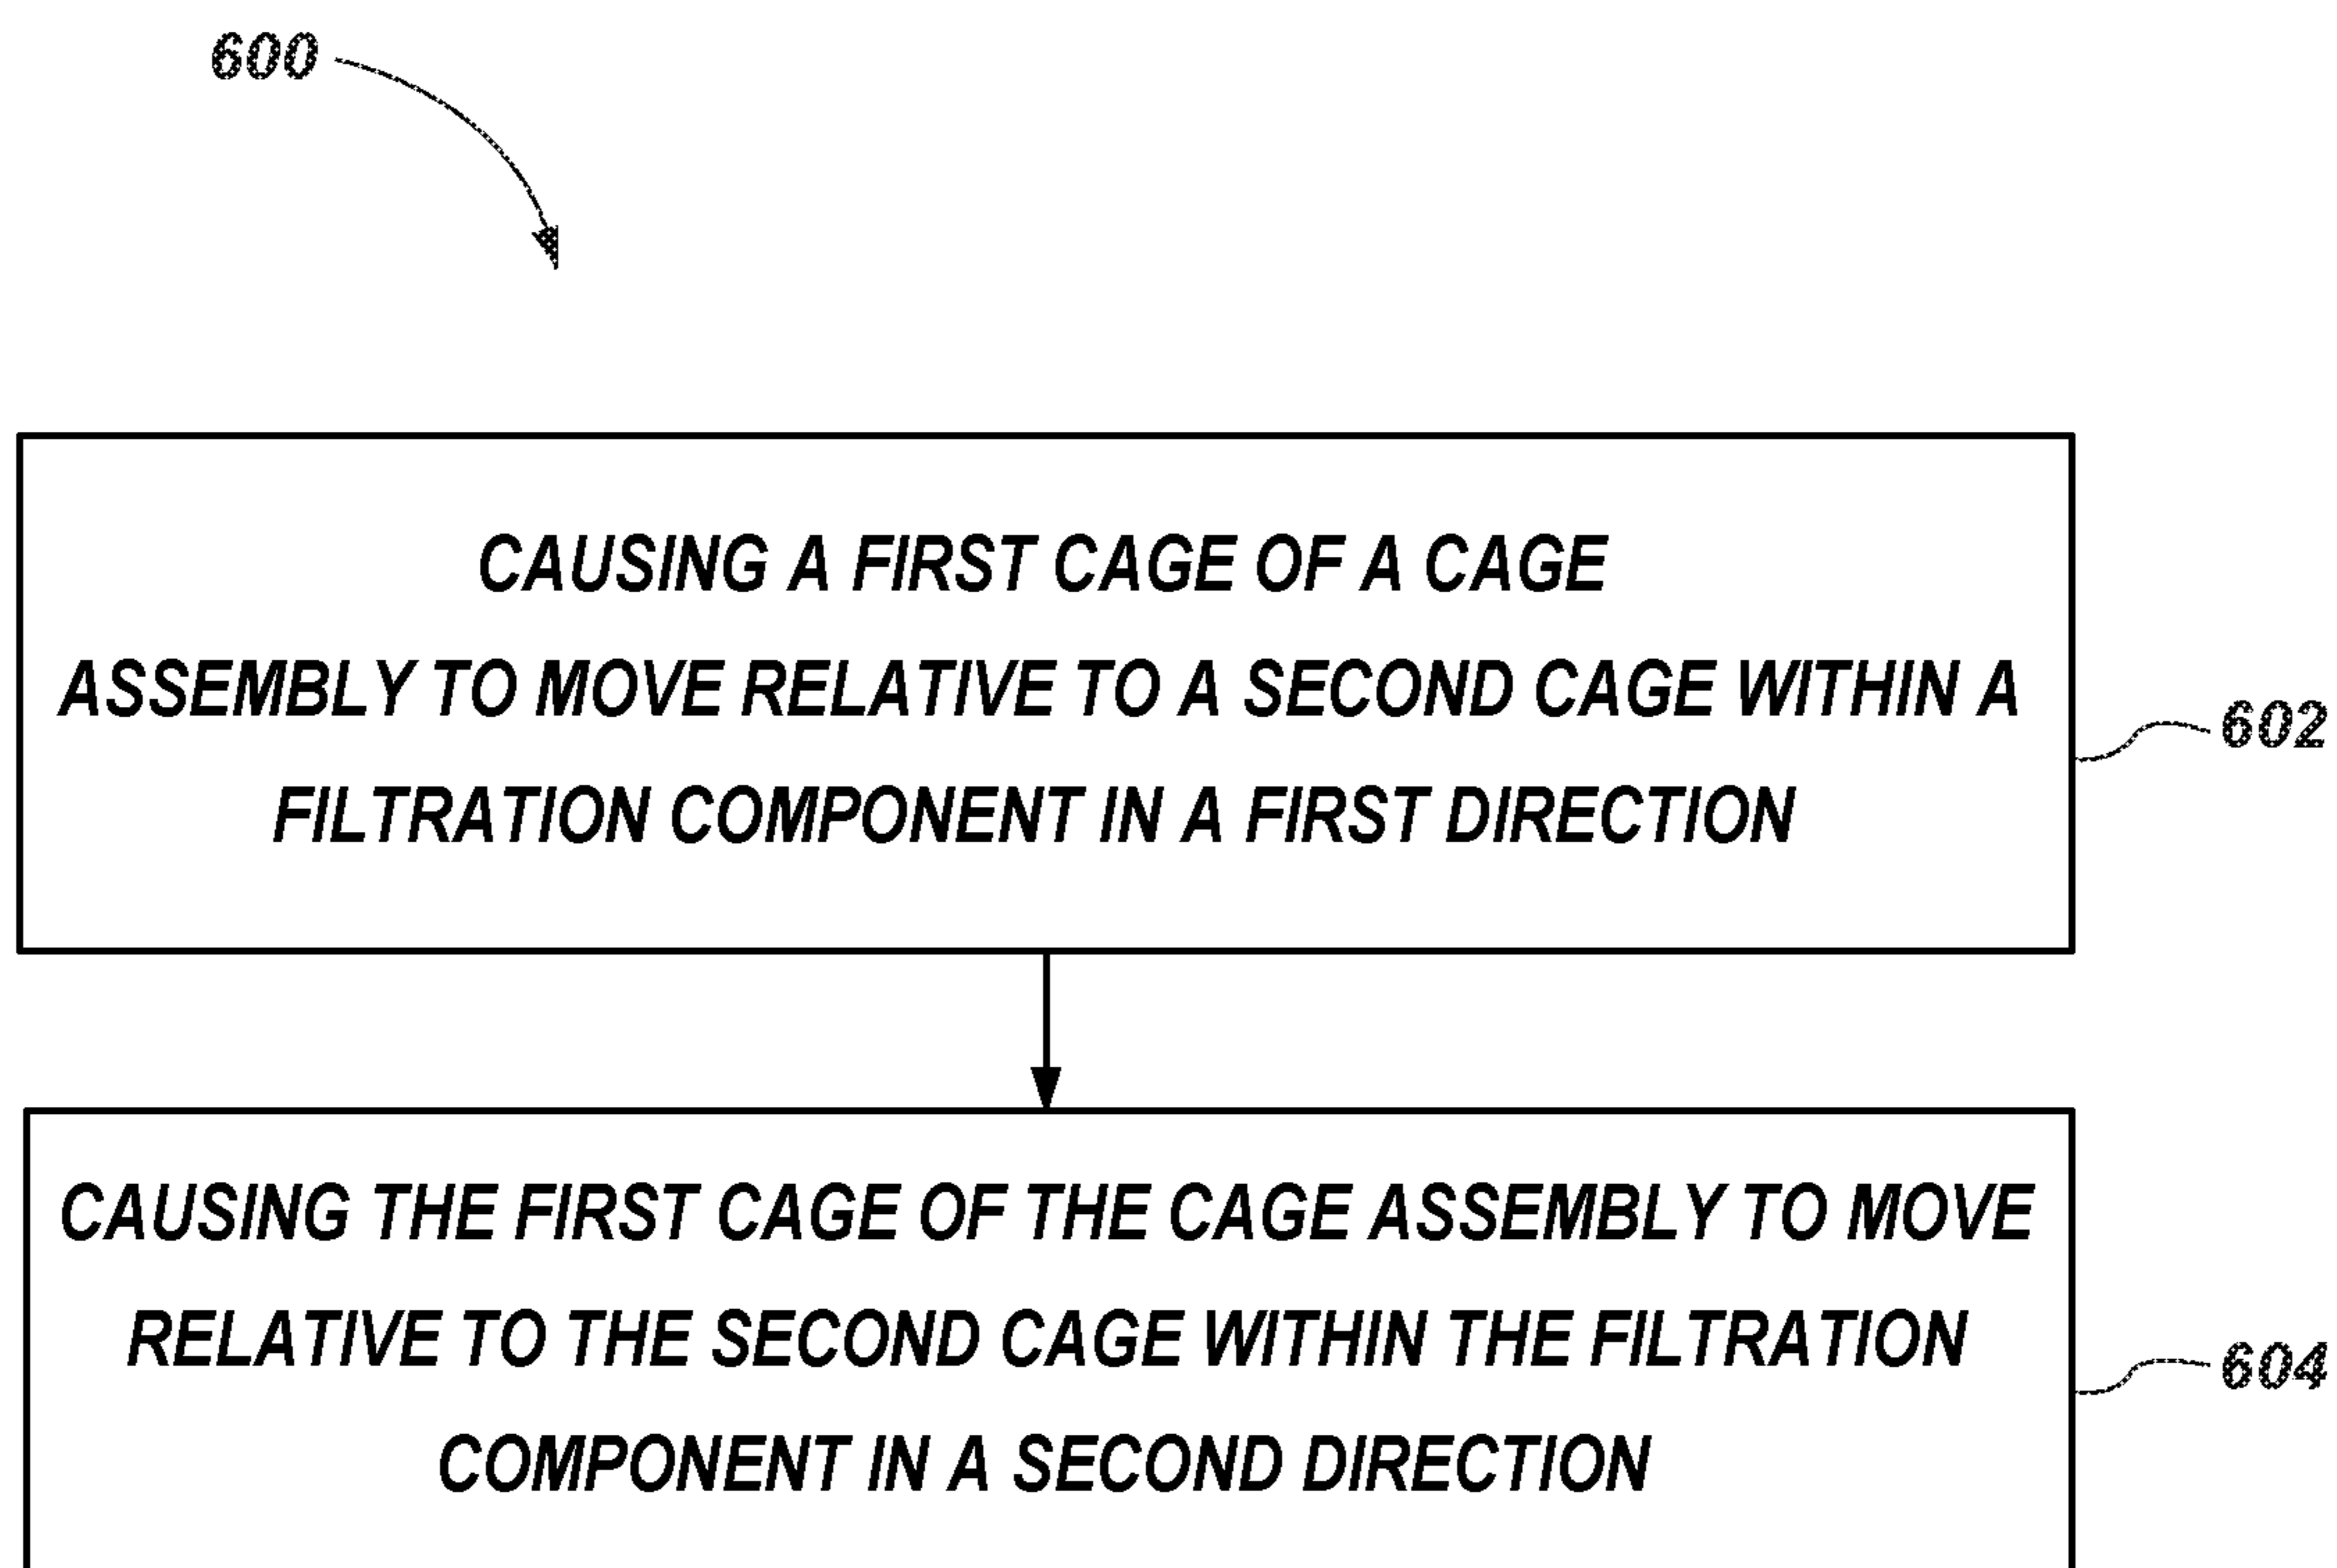 600
CAUSING A FIRST CAGE OF A CAGE
ASSEMBLY TO MOVE RELATIVE TO A SECOND CAGE WITHIN A
FILTRATION COMPONENT IN A FIRST DIRECTION
602
CAUSING THE FIRST CAGE OF THE CAGE ASSEMBLY TO MOVE
RELATIVE TO THE SECOND CAGE WITHIN THE FILTRATION
COMPONENT IN A SECOND DIRECTION
604